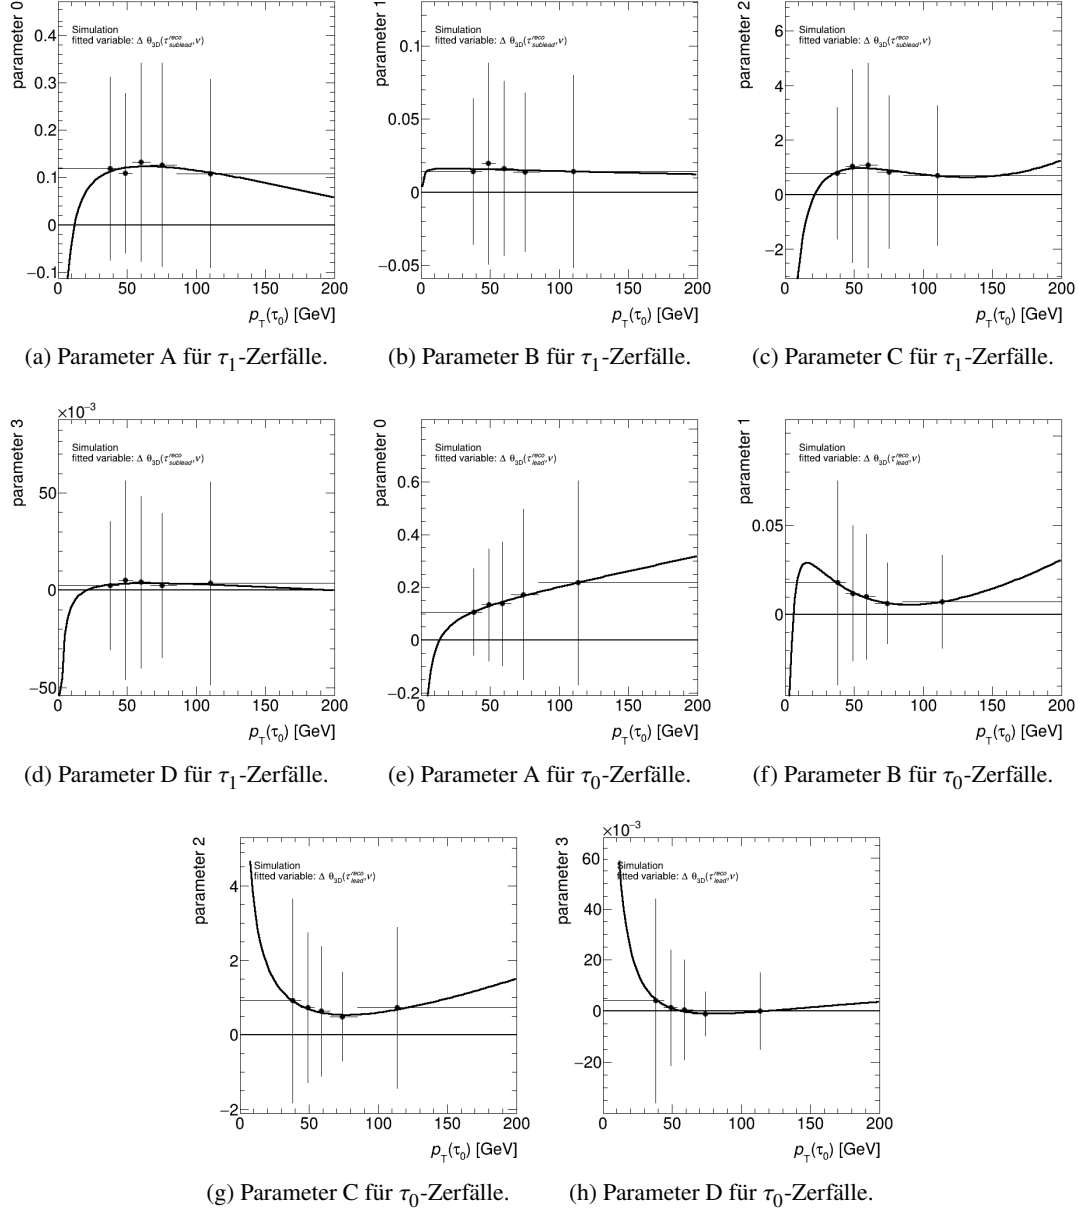 parameter 0
Simulation
fitted variable: Δ θ3D(τ^reco_sublead,ν)
0.4
0.3
0.2
0.1
0
−0.1
0 50 100 150 200
pT(τ0) [GeV]
(a) Parameter A für τ1-Zerfälle.
parameter 1
Simulation
fitted variable: Δ θ3D(τ^reco_sublead,ν)
0.1
0.05
0
−0.05
0 50 100 150 200
pT(τ0) [GeV]
(b) Parameter B für τ1-Zerfälle.
parameter 2
Simulation
fitted variable: Δ θ3D(τ^reco_sublead,ν)
6
4
2
0
−2
0 50 100 150 200
pT(τ0) [GeV]
(c) Parameter C für τ1-Zerfälle.
×10−3
parameter 3
Simulation
fitted variable: Δ θ3D(τ^reco_sublead,ν)
50
0
−50
0 50 100 150 200
pT(τ0) [GeV]
(d) Parameter D für τ1-Zerfälle.
parameter 0
Simulation
fitted variable: Δ θ3D(τ^reco_lead,ν)
0.6
0.4
0.2
0
−0.2
0 50 100 150 200
pT(τ0) [GeV]
(e) Parameter A für τ0-Zerfälle.
parameter 1
Simulation
fitted variable: Δ θ3D(τ^reco_lead,ν)
0.05
0
0 50 100 150 200
pT(τ0) [GeV]
(f) Parameter B für τ0-Zerfälle.
parameter 2
Simulation
fitted variable: Δ θ3D(τ^reco_lead,ν)
4
2
0
−2
0 50 100 150 200
pT(τ0) [GeV]
(g) Parameter C für τ0-Zerfälle.
×10−3
parameter 3
Simulation
fitted variable: Δ θ3D(τ^reco_lead,ν)
60
40
20
0
−20
0 50 100 150 200
pT(τ0) [GeV]
(h) Parameter D für τ0-Zerfälle.